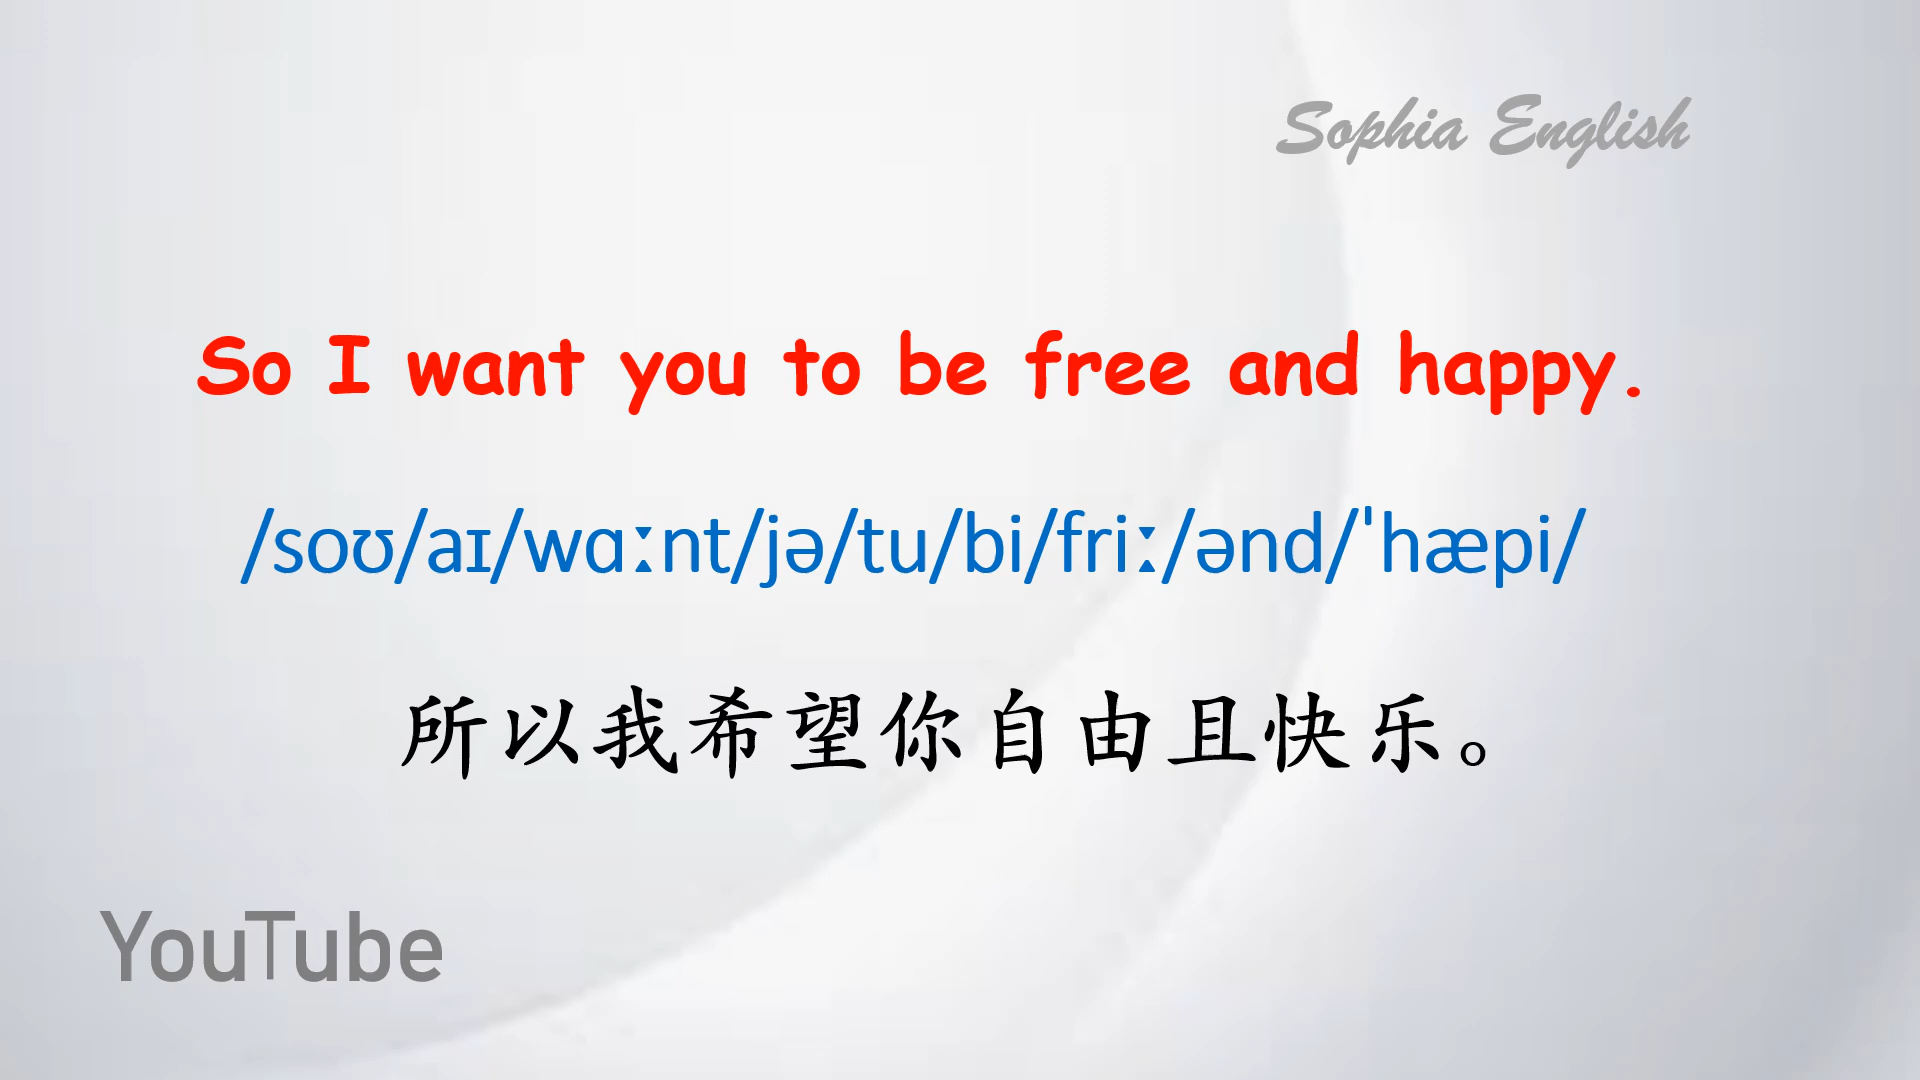 Sophia English
So I want you to be free and happy.
/soʊ/aɪ/wɑːnt/jə/tu/bi/friː/ənd/ˈhæpi/
所以我希望你自由且快乐。
YouTube